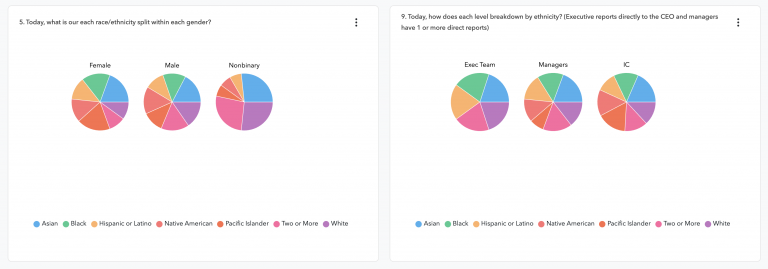 5. Today, what is our each race/ethnicity split within each gender?
Female Male Nonbinary
Asian Black Hispanic or Latino Native American Pacific Islander Two or More White
9. Today, how does each level breakdown by ethnicity? (Executive reports directly to the CEO and managers
have 1 or more direct reports)
Exec Team Managers IC
Asian Black Hispanic or Latino Native American Pacific Islander Two or More White